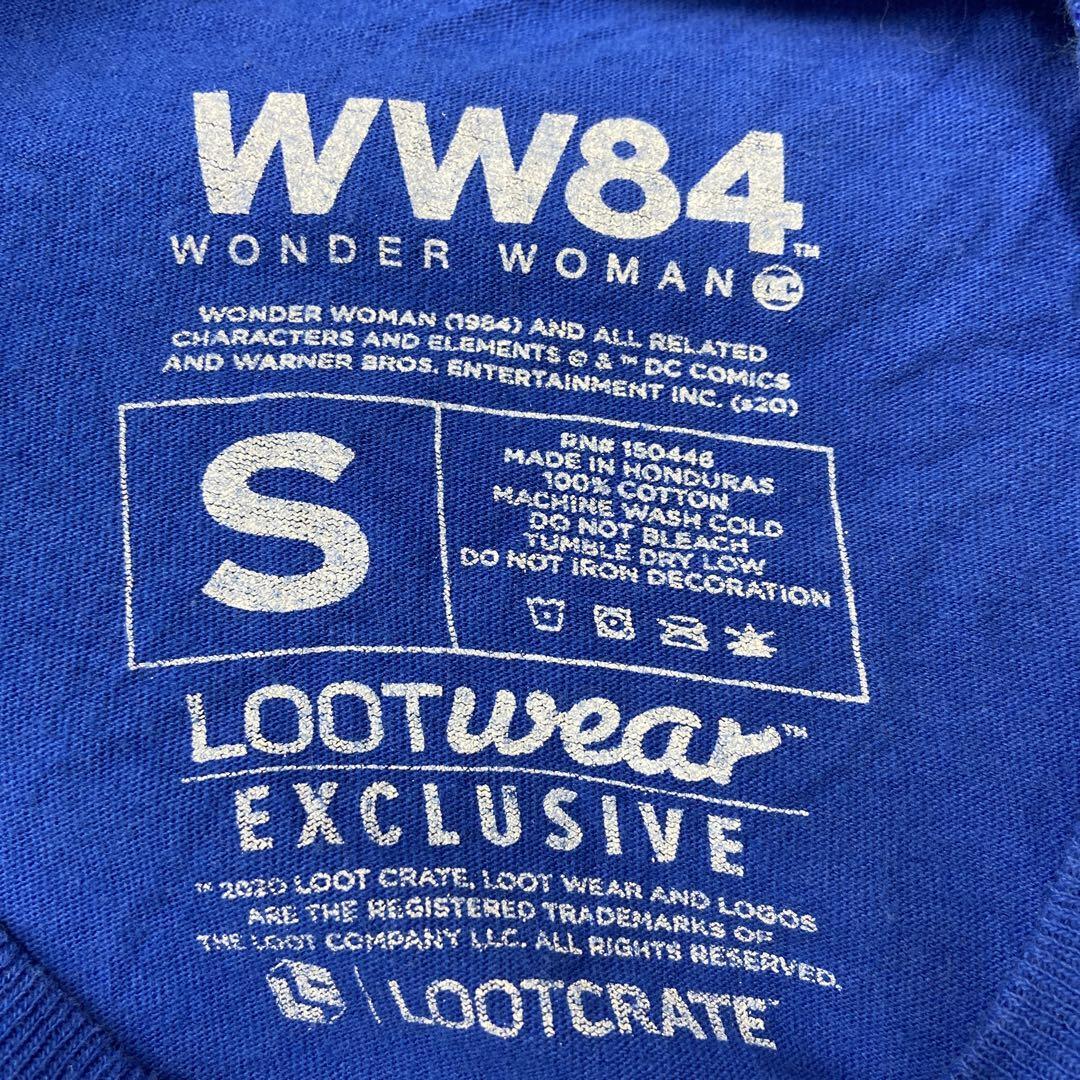 WW84™
WONDER WOMAN DC
WONDER WOMAN (1984) AND ALL RELATED
CHARACTERS AND ELEMENTS © & ™ DC COMICS
AND WARNER BROS. ENTERTAINMENT INC. (s20)
S
RN# 150446
MADE IN HONDURAS
100% COTTON
MACHINE WASH COLD
DO NOT BLEACH
TUMBLE DRY LOW
DO NOT IRON DECORATION
LOOTwear™
EXCLUSIVE
™ 2020 LOOT CRATE, LOOT WEAR AND LOGOS
ARE THE REGISTERED TRADEMARKS OF
THE LOOT COMPANY LLC. ALL RIGHTS RESERVED.
LOOTCRATE™